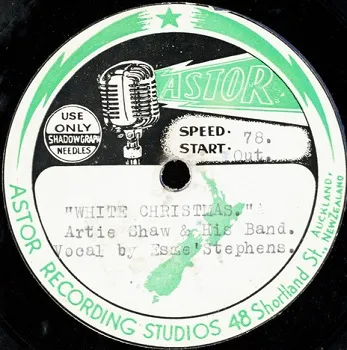 ASTOR
USE
ONLY
SHADOWGRAPH
NEEDLES
SPEED· 78.
START· Out.
"WHITE CHRISTMAS."
Artie Shaw & His Band.
Vocal by Esme Stephens.
ASTOR RECORDING STUDIOS 48 Shortland St., AUCKLAND,
NEW ZEALAND